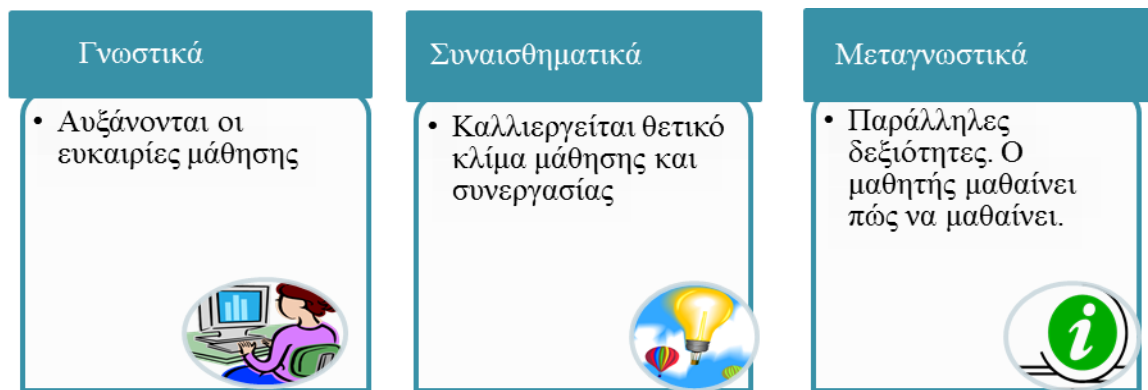 Γνωστικά
• Αυξάνονται οι
ευκαιρίες μάθησης
Συναισθηματικά
• Καλλιεργείται θετικό
κλίμα μάθησης και
συνεργασίας
Μεταγνωστικά
• Παράλληλες
δεξιότητες. Ο
μαθητής μαθαίνει
πώς να μαθαίνει.
i